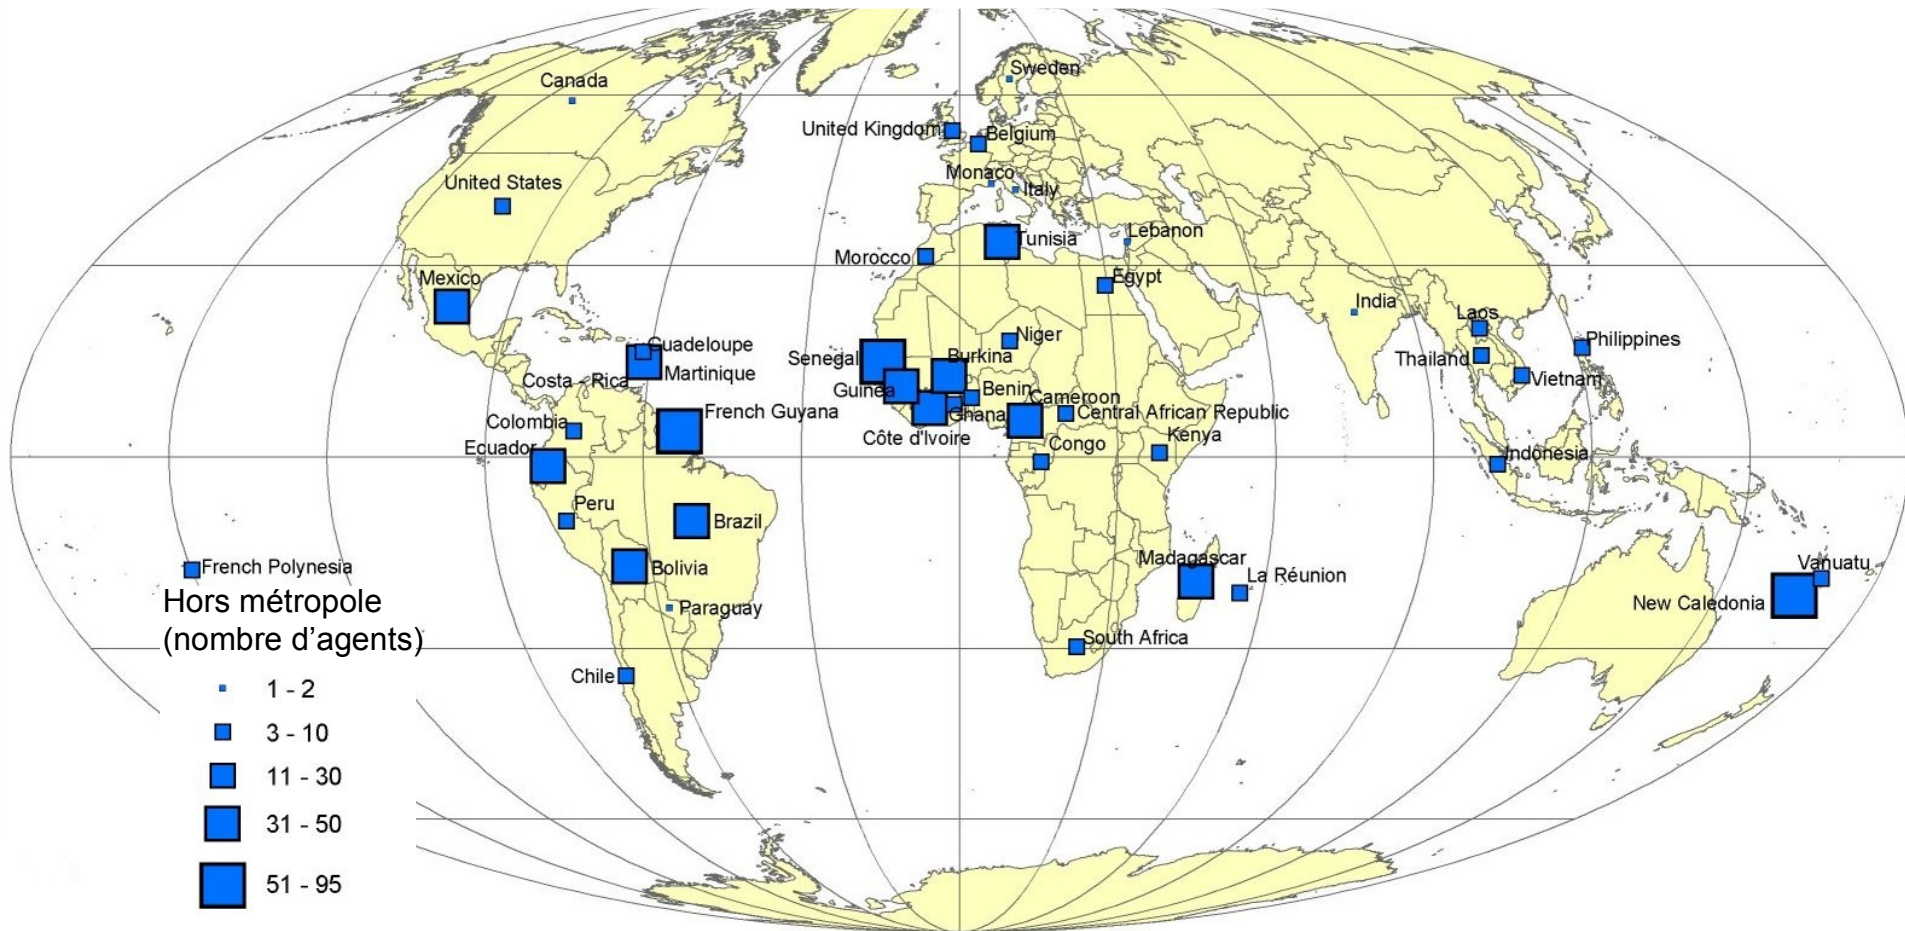 Canada
Sweden
United Kingdom
Belgium
United States
Monaco
Italy
Tunisia
Lebanon
Morocco
Mexico
Egypt
India
Laos
Niger
Philippines
Guadeloupe
Senegal
Burkina
Thailand
Martinique
Costa - Rica
Vietnam
Guinea
Benin
Cameroon
French Guyana
Ghana
Central African Republic
Colombia
Côte d'Ivoire
Kenya
Ecuador
Congo
Indonesia
Peru
Brazil
Madagascar
Vanuatu
French Polynesia
Bolivia
La Réunion
New Caledonia
Paraguay
South Africa
Chile
Hors métropole
(nombre d’agents)
1 - 2
3 - 10
11 - 30
31 - 50
51 - 95